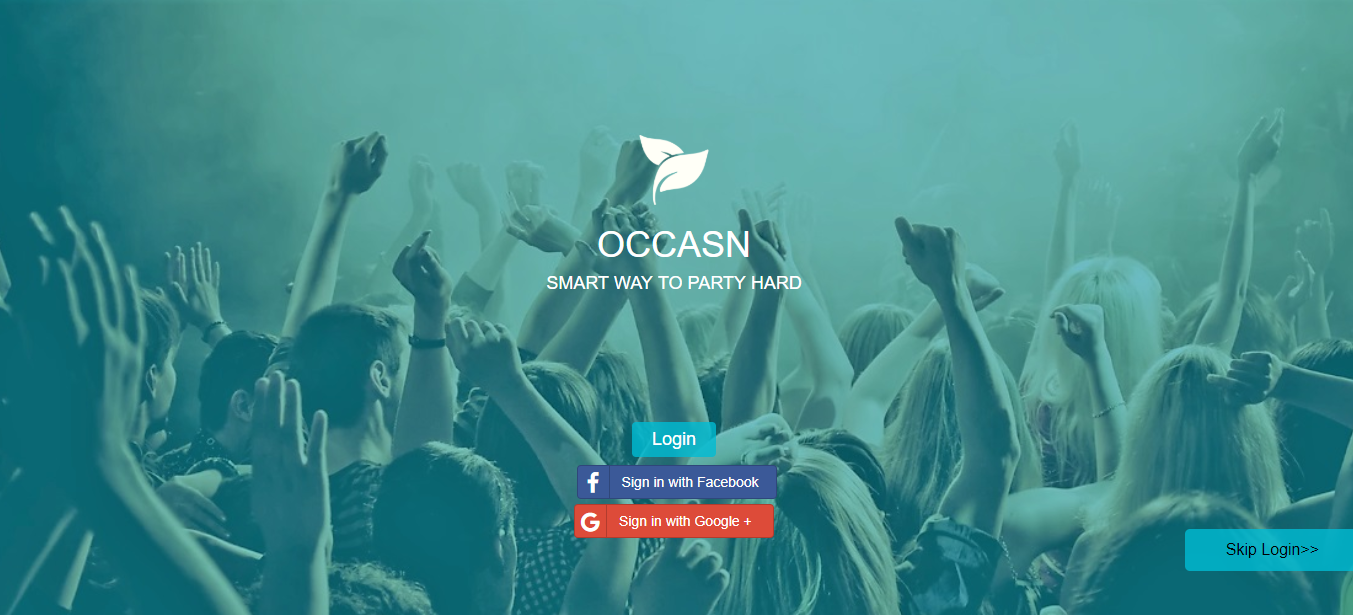 OCCASN
SMART WAY TO PARTY HARD
Login
Sign in with Facebook
Sign in with Google +
Skip Login>>